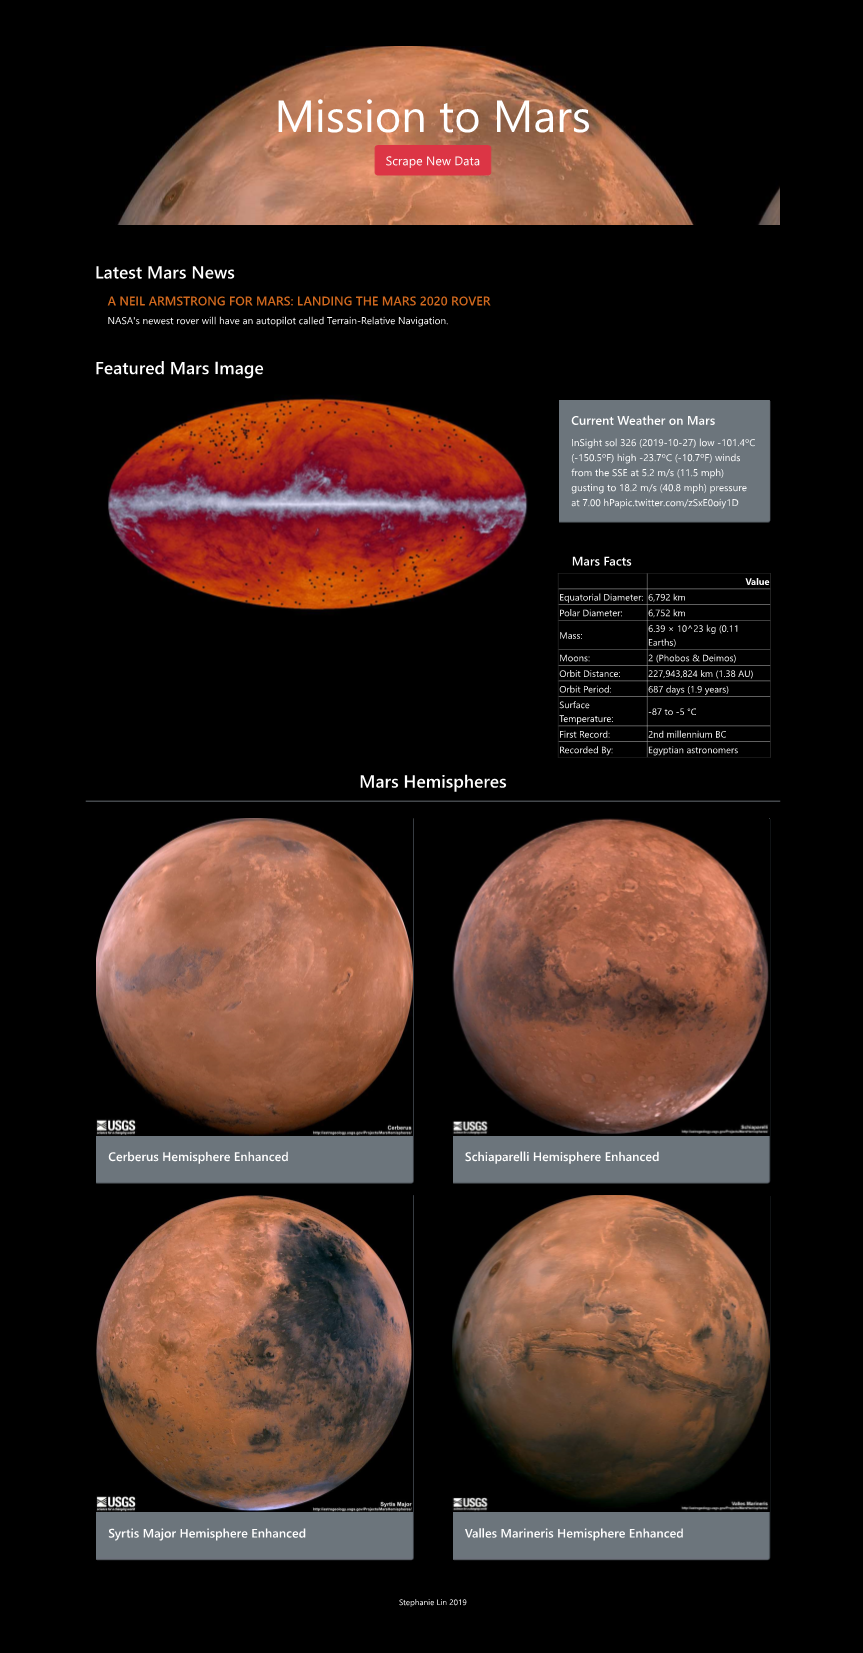 Mission to Mars
Scrape New Data
Latest Mars News
A NEIL ARMSTRONG FOR MARS: LANDING THE MARS 2020 ROVER
NASA's newest rover will have an autopilot called Terrain-Relative Navigation.
Featured Mars Image
Current Weather on Mars
InSight sol 326 (2019-10-27) low -101.4ºC
(-150.5ºF) high -23.7ºC (-10.7ºF) winds
from the SSE at 5.2 m/s (11.5 mph)
gusting to 18.2 m/s (40.8 mph) pressure
at 7.00 hPapic.twitter.com/zSxE0oiy1D
Mars Facts
Value
Equatorial Diameter: 6,792 km
Polar Diameter: 6,752 km
Mass: 6.39 × 10^23 kg (0.11
Earths)
Moons: 2 (Phobos & Deimos)
Orbit Distance: 227,943,824 km (1.38 AU)
Orbit Period: 687 days (1.9 years)
Surface
Temperature: -87 to -5 °C
First Record: 2nd millennium BC
Recorded By: Egyptian astronomers
Mars Hemispheres
USGS
Cerberus
USGS
Schiaparelli
Cerberus Hemisphere Enhanced
Schiaparelli Hemisphere Enhanced
USGS
Syrtis Major
USGS
Valles Marineris
Syrtis Major Hemisphere Enhanced
Valles Marineris Hemisphere Enhanced
Stephanie Lin 2019